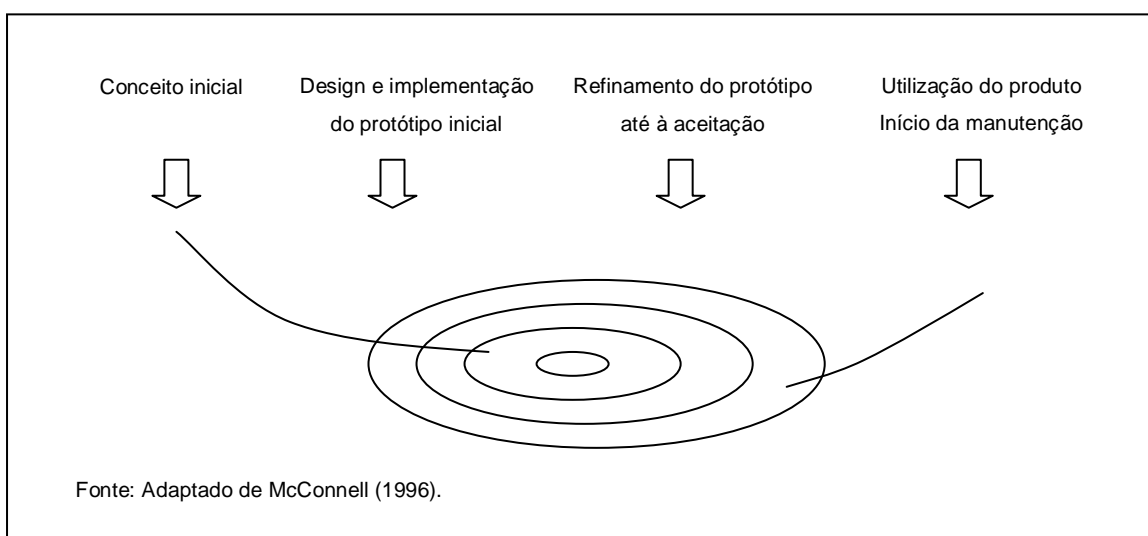 Conceito inicial
Design e implementação
do protótipo inicial
Refinamento do protótipo
até à aceitação
Utilização do produto
Início da manutenção
Fonte: Adaptado de McConnell (1996).